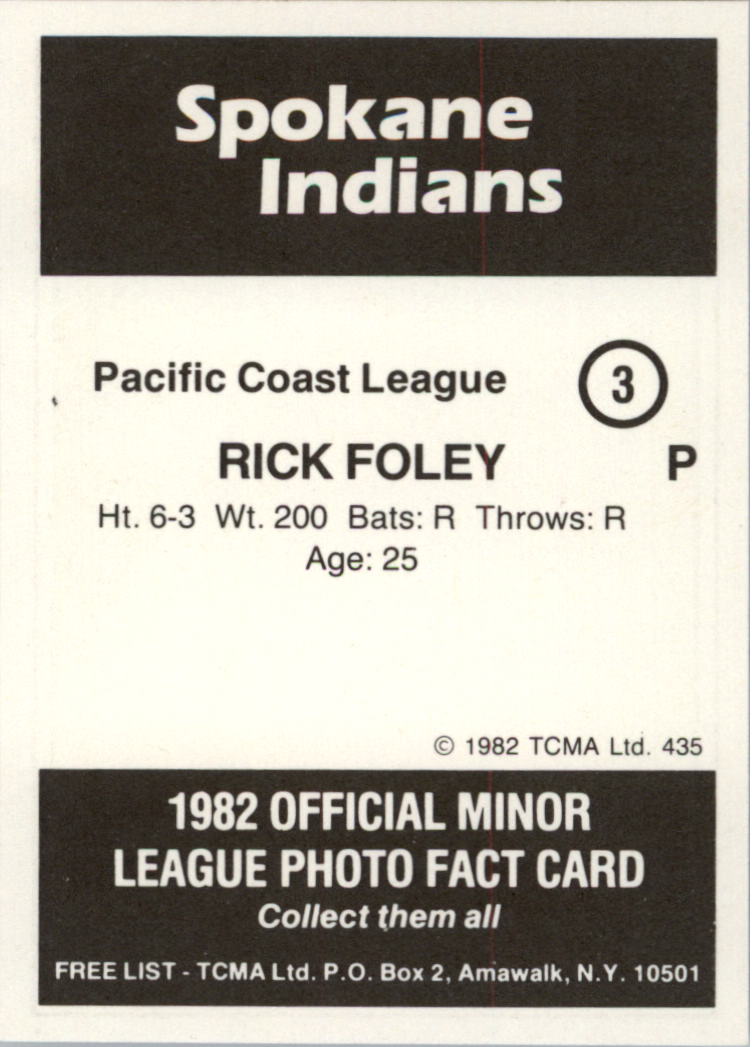 Spokane
Indians
Pacific Coast League 3
RICK FOLEY P
Ht. 6-3 Wt. 200 Bats: R Throws: R
Age: 25
© 1982 TCMA Ltd. 435
1982 OFFICIAL MINOR
LEAGUE PHOTO FACT CARD
Collect them all
FREE LIST - TCMA Ltd. P.O. Box 2, Amawalk, N.Y. 10501